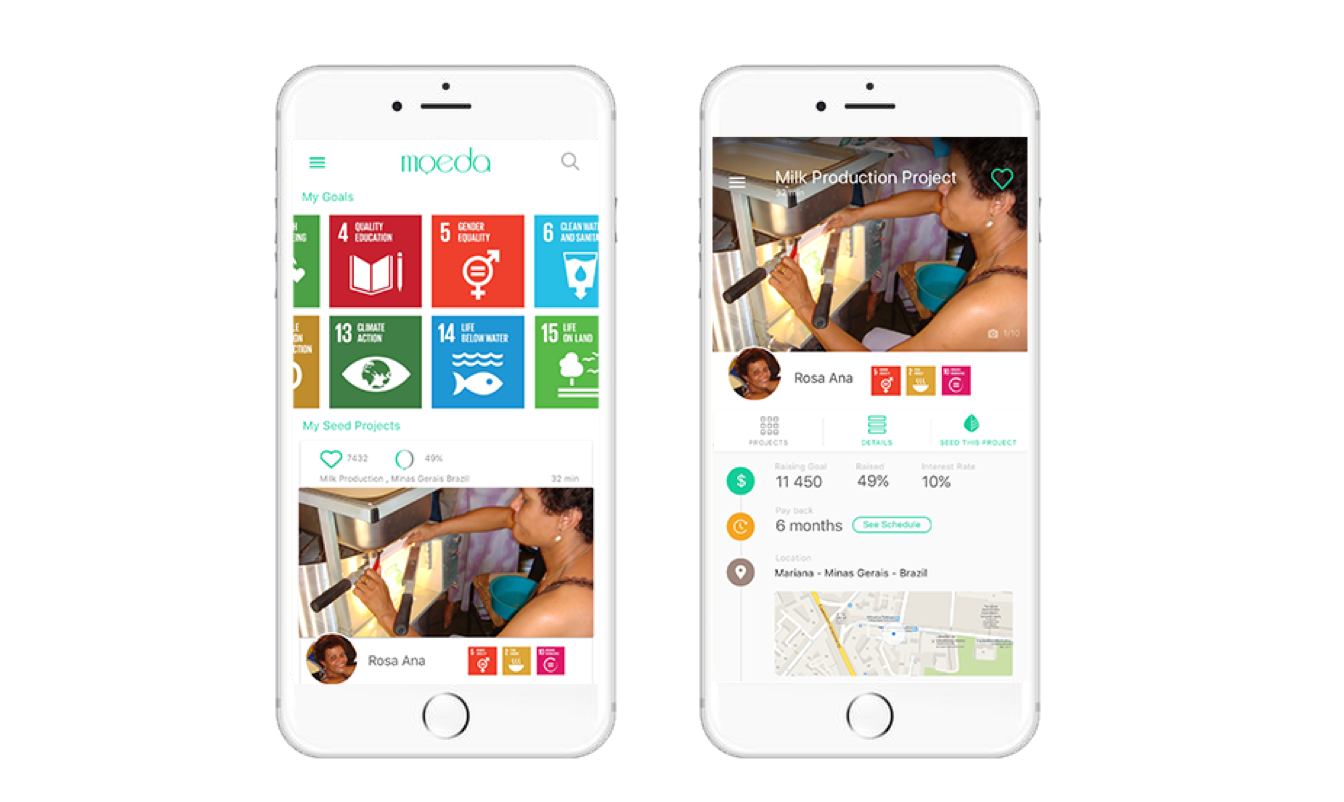 moeda
My Goals
4 QUALITY
EDUCATION
5 GENDER
EQUALITY
6 CLEAN WAT
AND SANITA
13 CLIMATE
ACTION
14 LIFE
BELOW WATER
15 LIFE
ON LAND
My Seed Projects
7432
49%
Milk Production , Minas Gerais Brazil
32 min
Rosa Ana
Milk Production Project
32 min
1/10
Rosa Ana
PROJECTS
DETAILS
SEED THIS PROJECT
Raising Goal
Raised
Interest Rate
$
11 450
49%
10%
Pay back
6 months
See Schedule
Location
Mariana - Minas Gerais - Brazil